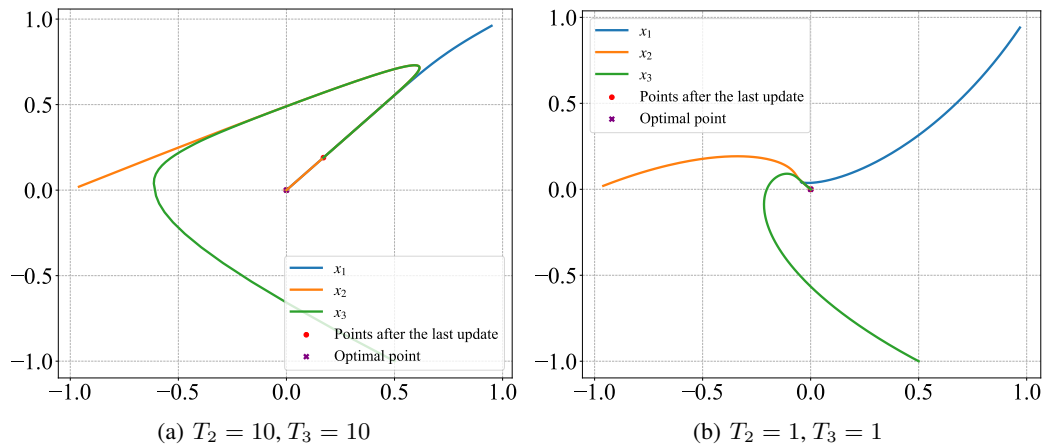 1.0
0.5
0.0
−0.5
−1.0
x₁
x₂
x₃
Points after the last update
Optimal point
−1.0 −0.5 0.0 0.5 1.0
(a) T₂ = 10, T₃ = 10
1.0
0.5
0.0
−0.5
−1.0
x₁
x₂
x₃
Points after the last update
Optimal point
−1.0 −0.5 0.0 0.5 1.0
(b) T₂ = 1, T₃ = 1